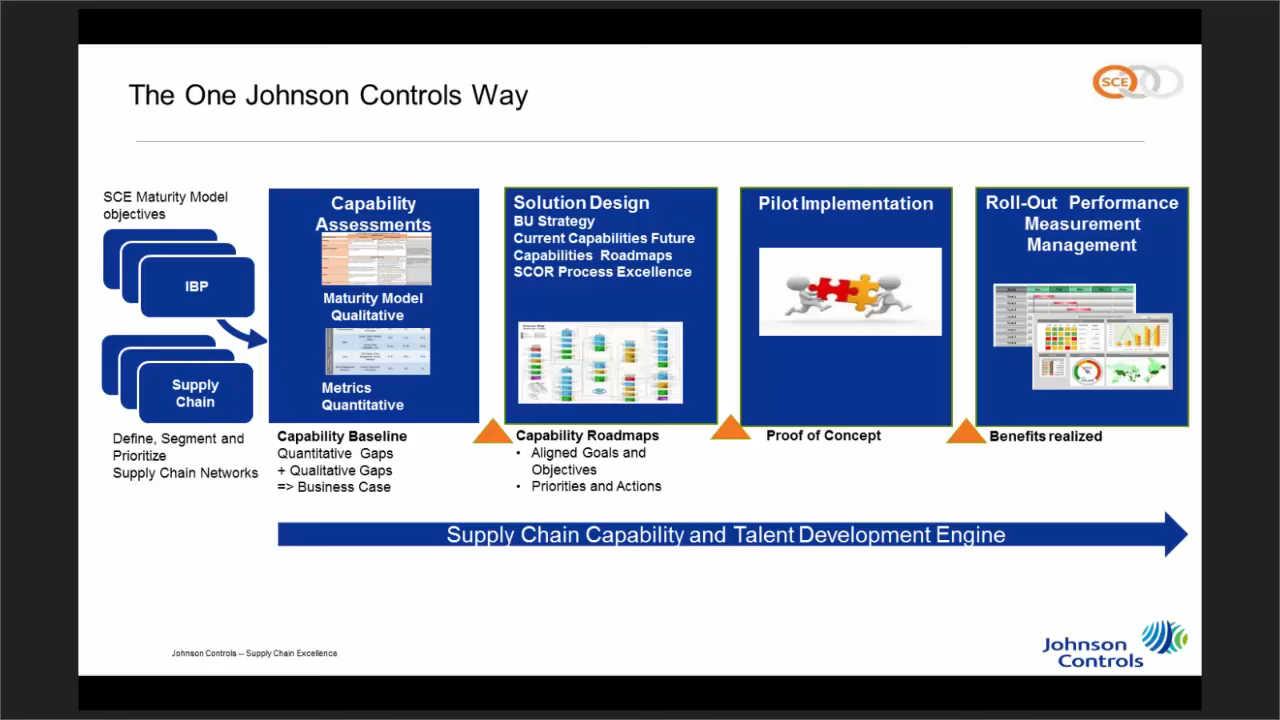 The One Johnson Controls Way
SCE
SCE Maturity Model
objectives
IBP
Supply
Chain
Define, Segment and
Prioritize
Supply Chain Networks
Capability
Assessments
Maturity Model
Qualitative
Metrics
Quantitative
Capability Baseline
Quantitative Gaps
+ Qualitative Gaps
=> Business Case
Solution Design
BU Strategy
Current Capabilities Future
Capabilities Roadmaps
SCOR Process Excellence
Capability Roadmaps
• Aligned Goals and
Objectives
• Priorities and Actions
Pilot Implementation
Proof of Concept
Roll-Out Performance
Measurement
Management
Benefits realized
Supply Chain Capability and Talent Development Engine
Johnson Controls -- Supply Chain Excellence
Johnson
Controls